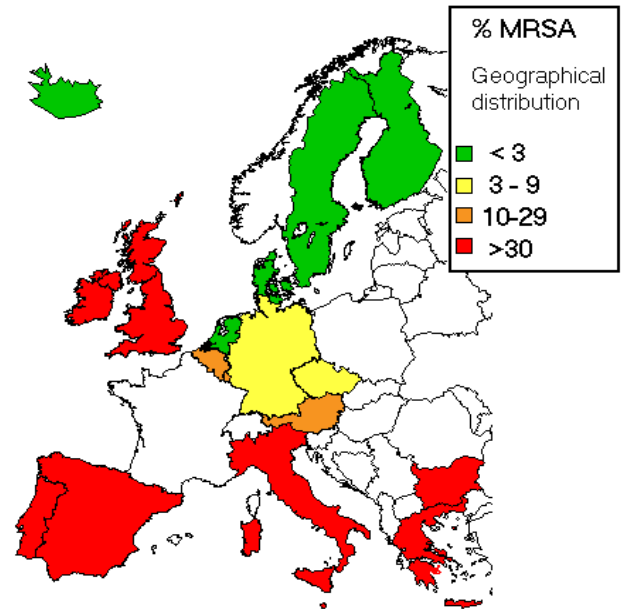 % MRSA
Geographical
distribution
< 3
3 - 9
10-29
>30